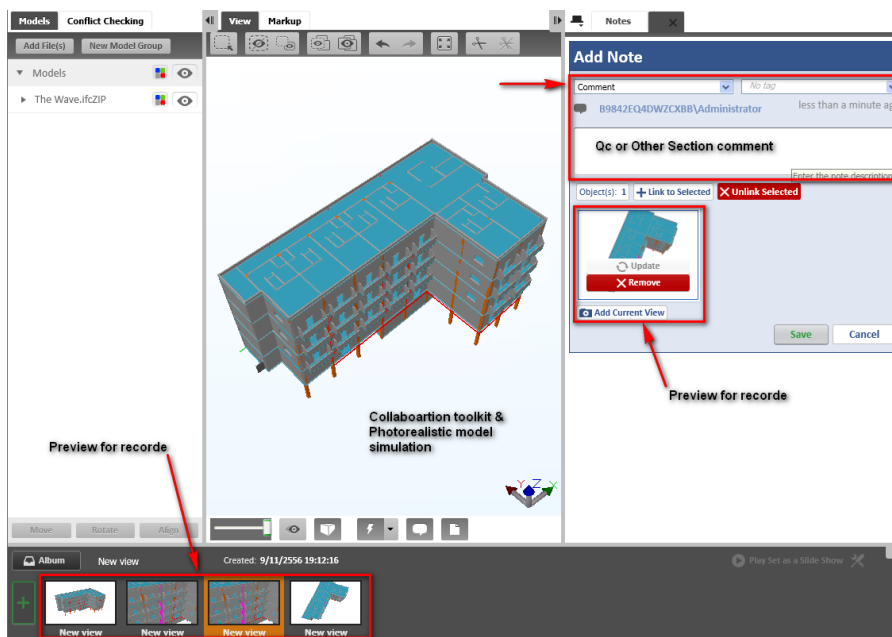 Models Conflict Checking
View Markup
Notes
Add File(s) New Model Group
Models
The Wave.ifcZIP
Add Note
Comment No tag
B9842EQ4DWZCXBB\Administrator less than a minute ag
Qc or Other Section comment
Enter the note description
Object(s): 1 Link to Selected Unlink Selected
Update
Remove
Add Current View
Save Cancel
Preview for recorde
Collaboartion toolkit &
Photorealistic model
simulation
Y Z X
Preview for recorde
Move Rotate Align
Album New view Created: 9/11/2556 19:12:16 Play Set as a Slide Show
New view New view New view New view